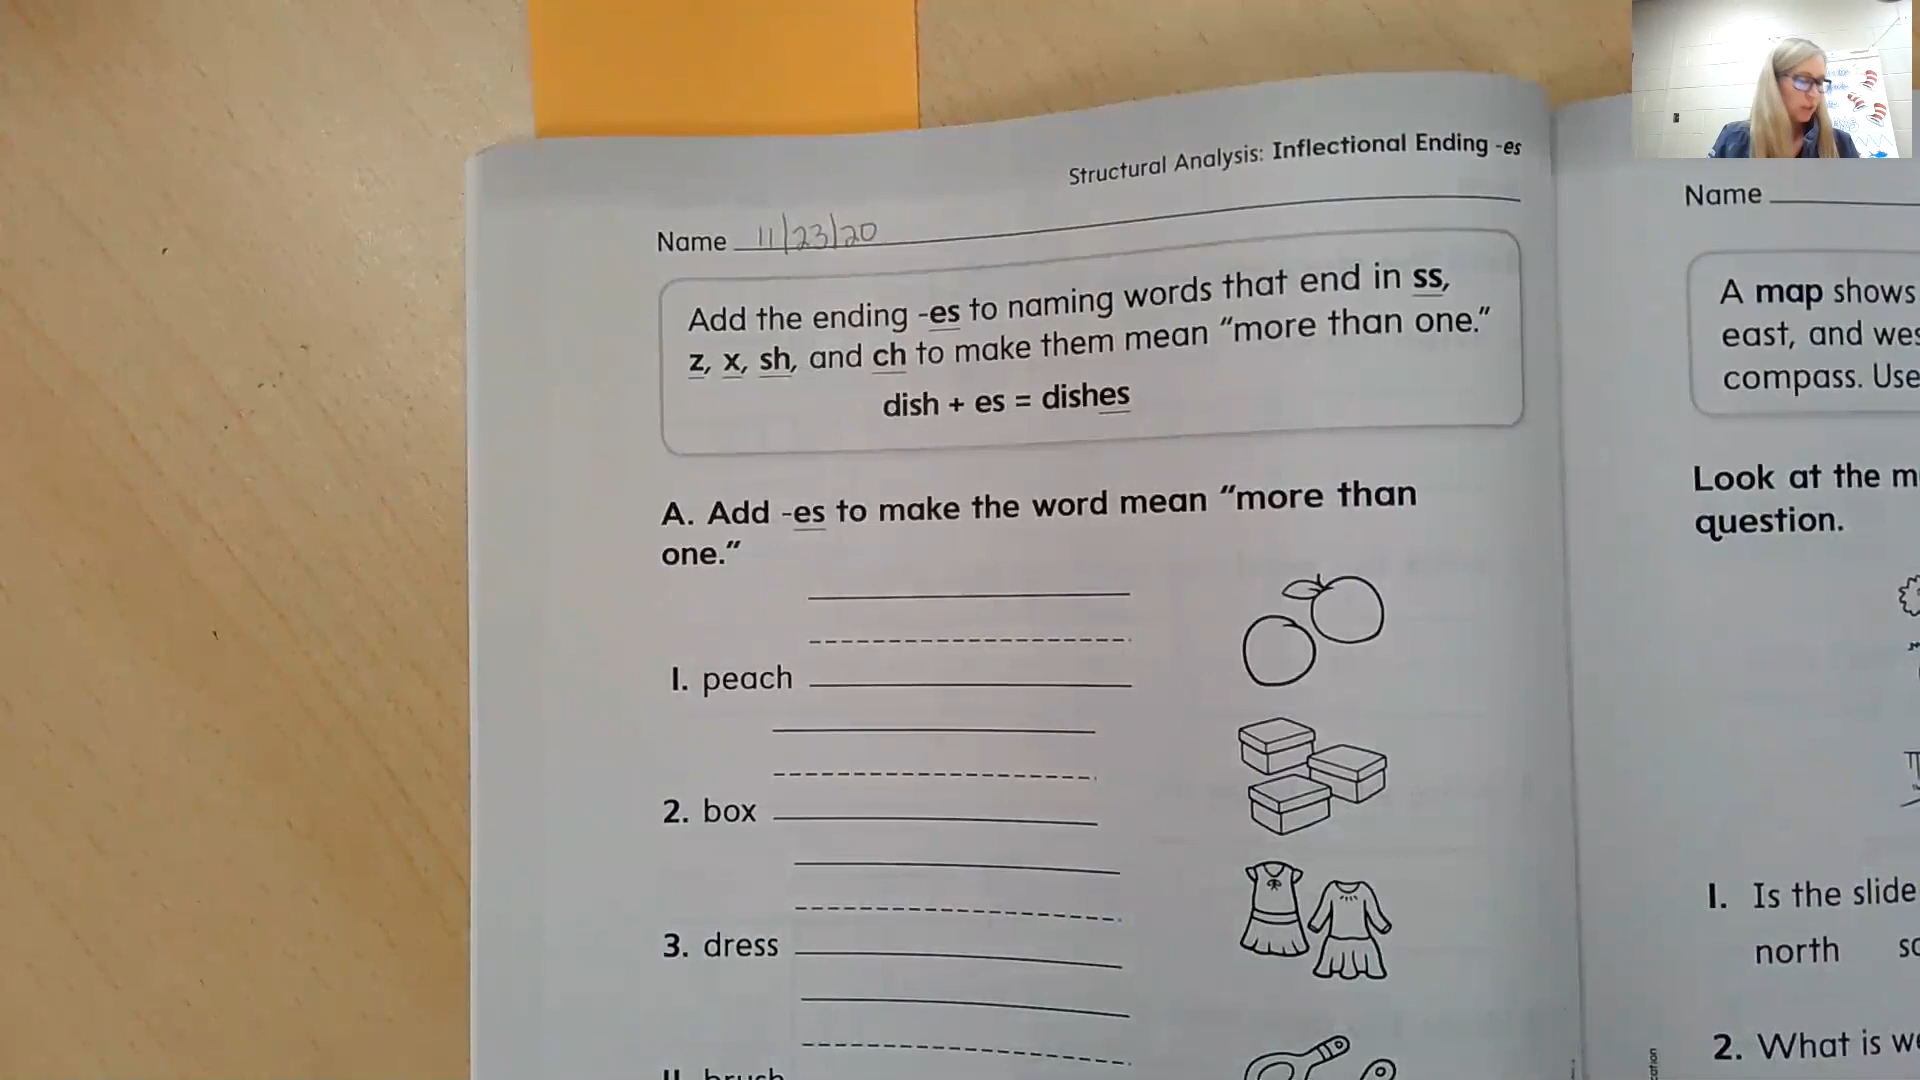 Structural Analysis: Inflectional Ending -es
Name 11/23/20
Add the ending -es to naming words that end in ss,
z, x, sh, and ch to make them mean “more than one.”
dish + es = dishes
A. Add -es to make the word mean “more than
one.”
1. peach
2. box
3. dress
4. brush
Name
A map shows
east, and
compass. Use
Look at the
question.
1. Is the slide
north
2. What is